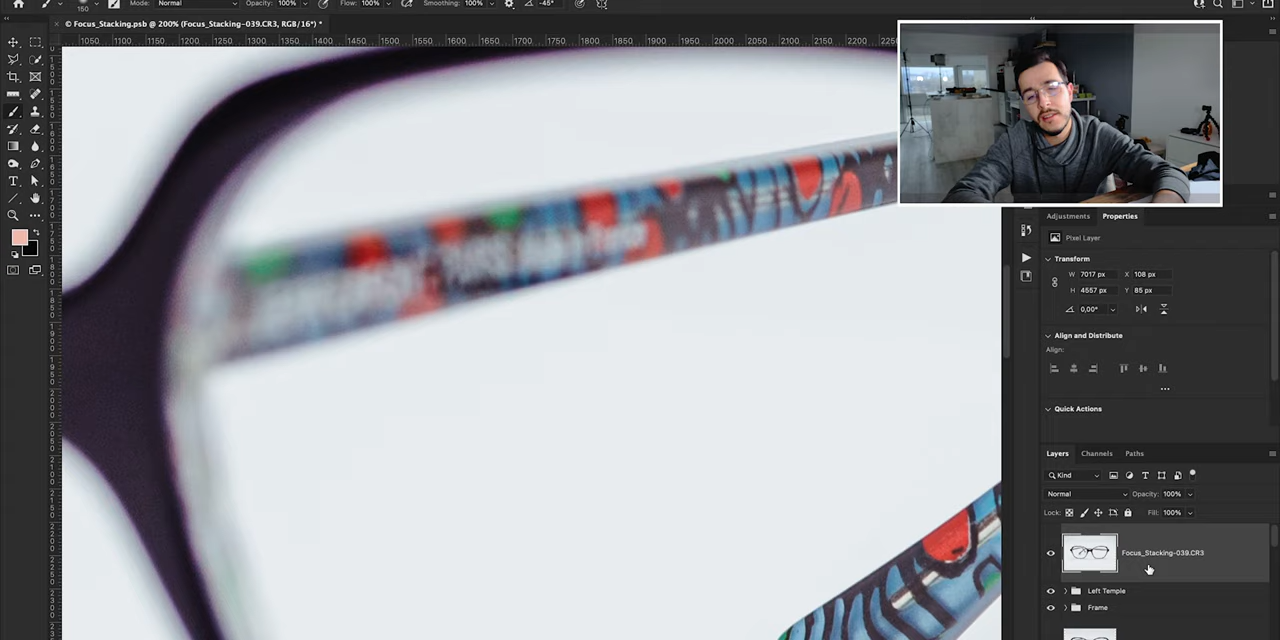 150
Mode: Normal
Opacity: 100%
Flow: 100%
Smoothing: 100%
-45°
× © Focus_Stacking.psb @ 200% (Focus_Stacking-039.CR3, RGB/16*) *
1050 1100 1150 1200 1250 1300 1350 1400 1450 1500 1550 1600 1650 1700 1750 1800 1850 1900 1950 2000 2050 2100 2150 2200
Adjustments Properties
Pixel Layer
Transform
W 7017 px X 108 px
H 4557 px Y 85 px
0,00°
Align and Distribute
Align:
Quick Actions
Layers Channels Paths
Kind
Normal Opacity: 100%
Lock: Fill: 100%
Focus_Stacking-039.CR3
Left Temple
Frame